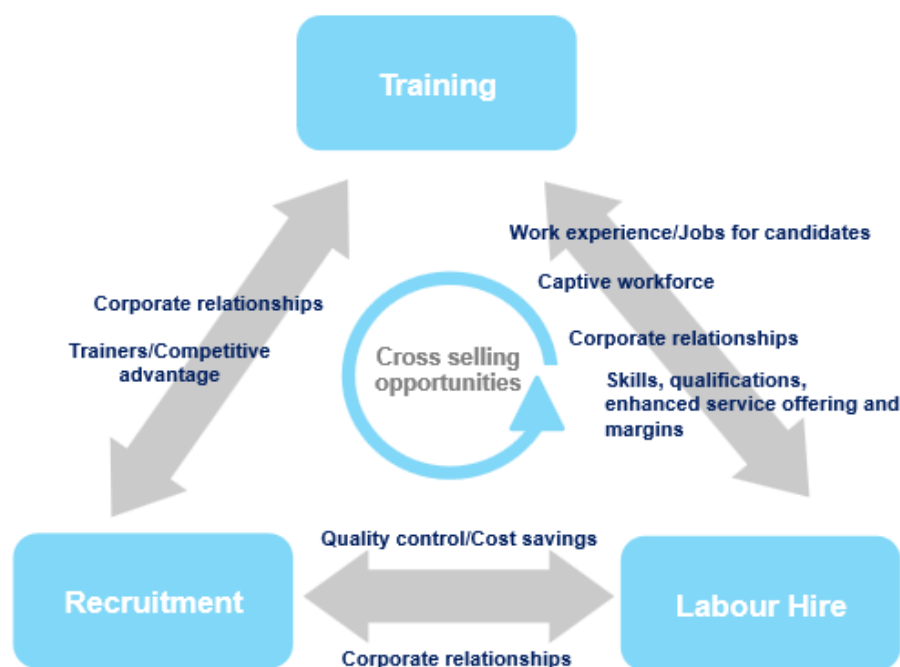 Training
Work experience/Jobs for candidates
Captive workforce
Corporate relationships
Corporate relationships
Trainers/Competitive
advantage
Cross selling
opportunities
Skills, qualifications,
enhanced service offering and
margins
Quality control/Cost savings
Recruitment
Labour Hire
Corporate relationships